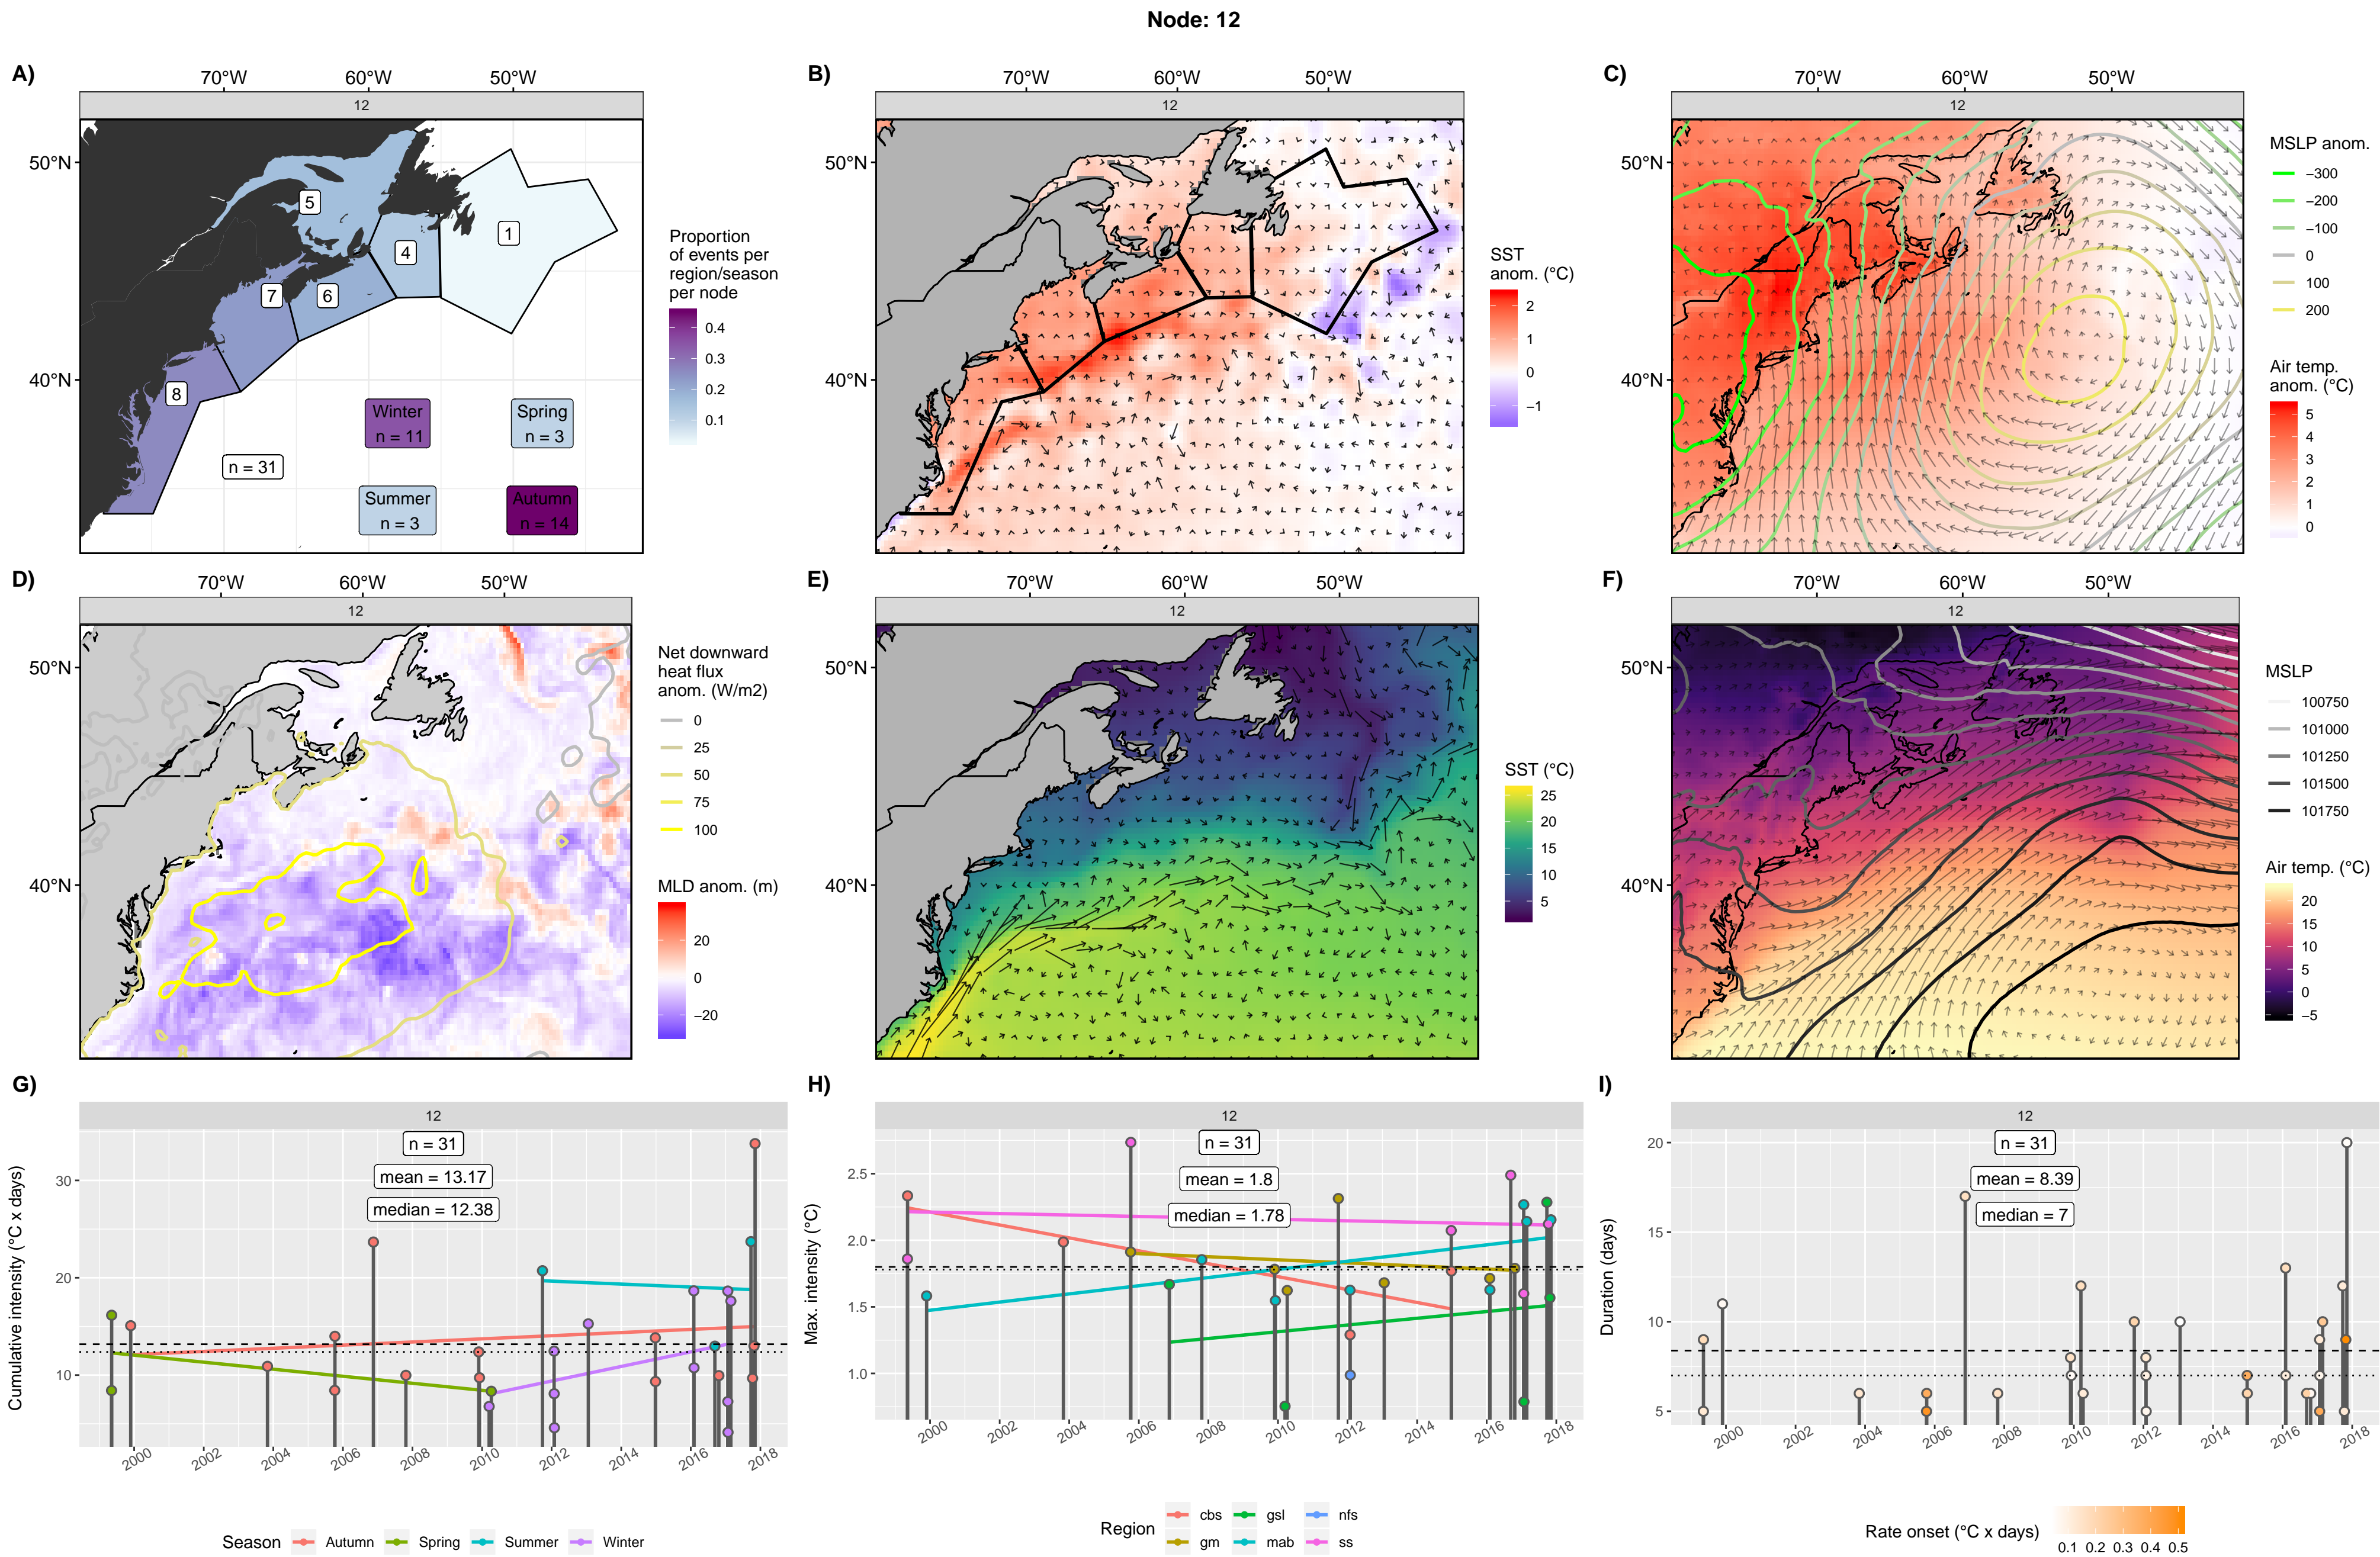 Node: 12
A)
70°W 60°W 50°W
12
50°N
40°N
5
4
1
7
6
8
n = 31
Winter
n = 11
Spring
n = 3
Summer
n = 3
Autumn
n = 14
Proportion
of events per
region/season
per node
0.4
0.3
0.2
0.1
B)
70°W 60°W 50°W
12
50°N
40°N
SST
anom. (°C)
2
1
0
−1
C)
70°W 60°W 50°W
12
50°N
40°N
MSLP anom.
−300
−200
−100
0
100
200
Air temp.
anom. (°C)
5
4
3
2
1
0
D)
70°W 60°W 50°W
12
50°N
40°N
Net downward
heat flux
anom. (W/m2)
0
25
50
75
100
MLD anom. (m)
20
0
−20
E)
70°W 60°W 50°W
12
50°N
40°N
SST (°C)
25
20
15
10
5
F)
70°W 60°W 50°W
12
50°N
40°N
MSLP
100750
101000
101250
101500
101750
Air temp. (°C)
20
15
10
5
0
−5
G)
12
n = 31
mean = 13.17
median = 12.38
Cumulative intensity (°C x days)
30
20
10
2000 2002 2004 2006 2008 2010 2012 2014 2016 2018
Season Autumn Spring Summer Winter
H)
12
n = 31
mean = 1.8
median = 1.78
Max. intensity (°C)
2.5
2.0
1.5
1.0
2000 2002 2004 2006 2008 2010 2012 2014 2016 2018
Region
cbs gsl nfs
gm mab ss
I)
12
n = 31
mean = 8.39
median = 7
Duration (days)
20
15
10
5
2000 2002 2004 2006 2008 2010 2012 2014 2016 2018
Rate onset (°C x days)
0.1 0.2 0.3 0.4 0.5